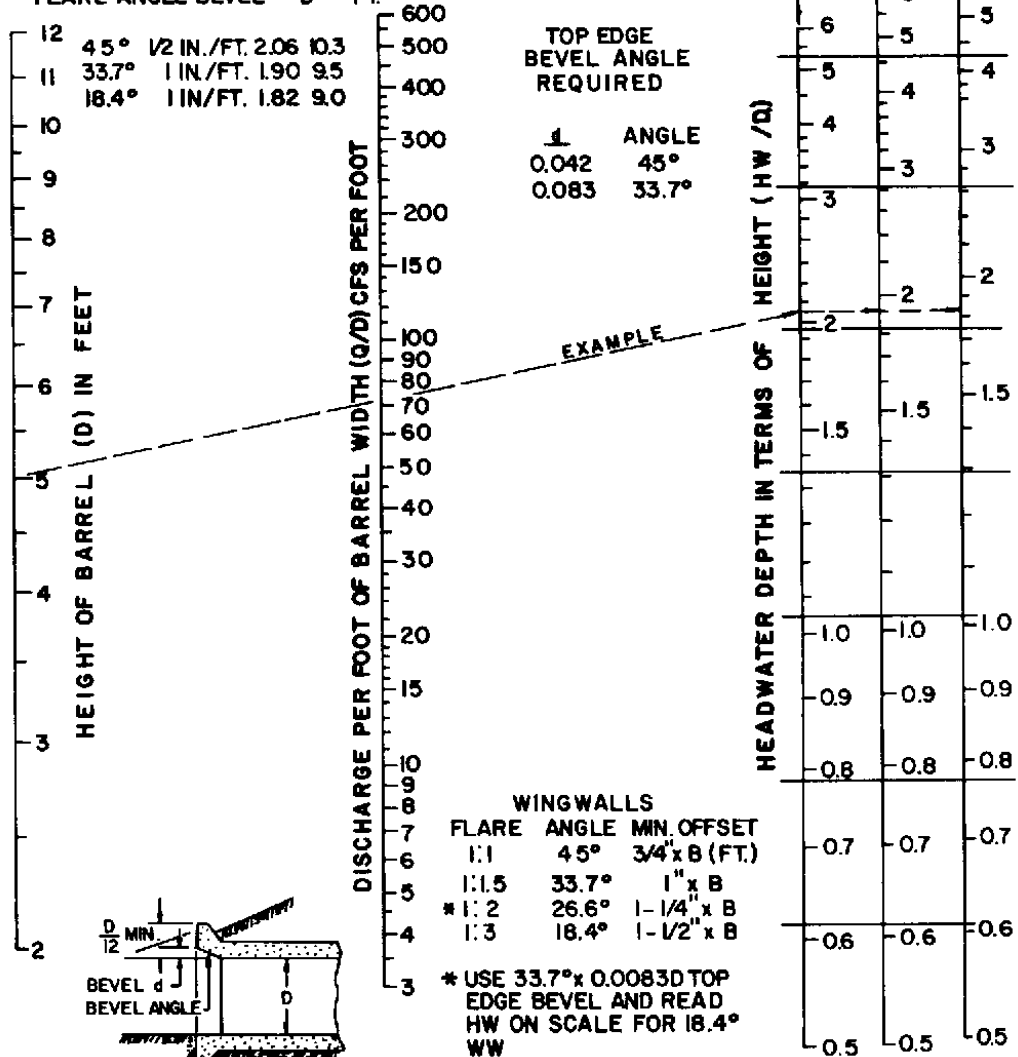 45° 1/2 IN./FT. 2.06 10.3
33.7° 1 IN./FT. 1.90 9.5
18.4° 1 IN/FT. 1.82 9.0
TOP EDGE
BEVEL ANGLE
REQUIRED
d ANGLE
0.042 45°
0.083 33.7°
HEIGHT OF BARREL (D) IN FEET
12
11
10
9
8
7
6
5
4
3
2
DISCHARGE PER FOOT OF BARREL WIDTH (Q/D) CFS PER FOOT
600
500
400
300
200
150
100
90
80
70
60
50
40
30
20
15
10
9
8
7
6
5
4
3
EXAMPLE
HEADWATER DEPTH IN TERMS OF HEIGHT (HW/D)
6
5
4
3
2
1.5
1.0
0.9
0.8
0.7
0.6
0.5
5
4
3
2
1.5
1.0
0.9
0.8
0.7
0.6
0.5
5
4
3
2
1.5
1.0
0.9
0.8
0.7
0.6
0.5
WINGWALLS
FLARE ANGLE MIN. OFFSET
1:1 45° 3/4" x B (FT.)
1:1.5 33.7° 1" x B
* 1:2 26.6° 1-1/4" x B
1:3 18.4° 1-1/2" x B
* USE 33.7° x 0.0083D TOP
EDGE BEVEL AND READ
HW ON SCALE FOR 18.4°
WW
D/12 MIN
BEVEL d
BEVEL ANGLE
D